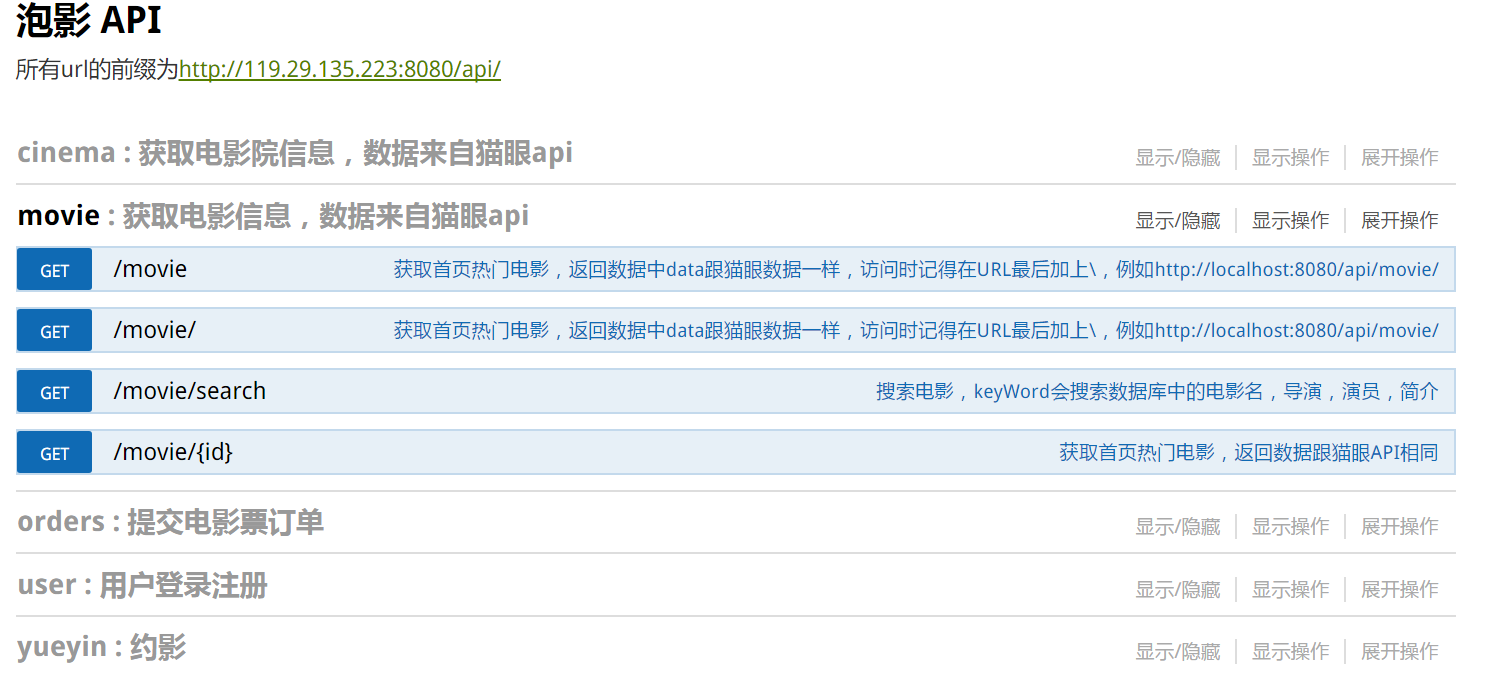 泡影 API
所有url的前缀为http://119.29.135.223:8080/api/
cinema : 获取电影院信息，数据来自猫眼api 显示/隐藏 显示操作 展开操作
movie : 获取电影信息，数据来自猫眼api 显示/隐藏 显示操作 展开操作
GET /movie 获取首页热门电影，返回数据中data跟猫眼数据一样，访问时记得在URL最后加上\，例如http://localhost:8080/api/movie/
GET /movie/ 获取首页热门电影，返回数据中data跟猫眼数据一样，访问时记得在URL最后加上\，例如http://localhost:8080/api/movie/
GET /movie/search 搜索电影，keyWord会搜索数据库中的电影名，导演，演员，简介
GET /movie/{id} 获取首页热门电影，返回数据跟猫眼API相同
orders : 提交电影票订单 显示/隐藏 显示操作 展开操作
user : 用户登录注册 显示/隐藏 显示操作 展开操作
yueyin : 约影 显示/隐藏 显示操作 展开操作